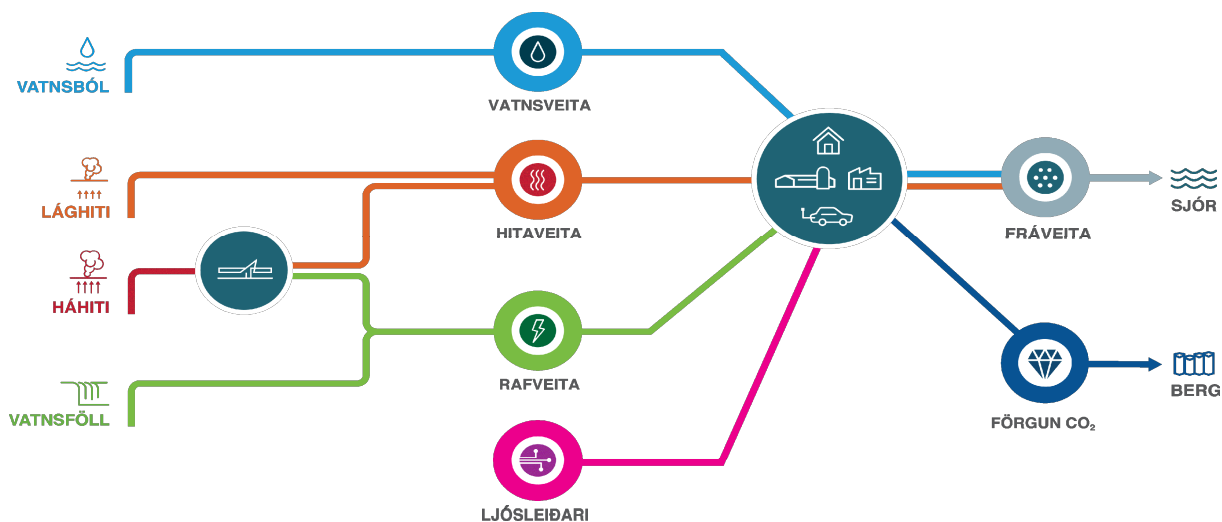 VATNSBÓL
VATNSVEITA
LÁGHITI
HITAVEITA
HÁHITI
RAFVEITA
VATNSFÖLL
LJÓSLEIÐARI
FRÁVEITA
SJÓR
FÖRGUN CO₂
BERG